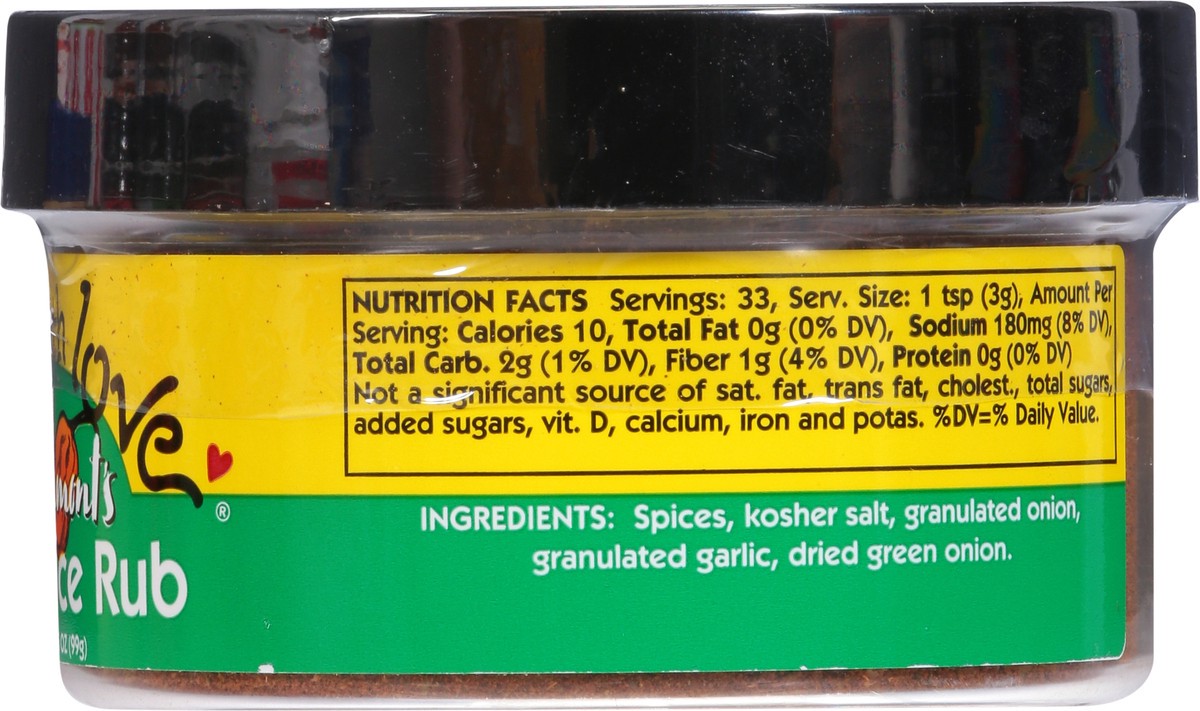 love
®
NUTRITION FACTS Servings: 33, Serv. Size: 1 tsp (3g), Amount Per
Serving: Calories 10, Total Fat 0g (0% DV), Sodium 180mg (8% DV),
Total Carb. 2g (1% DV), Fiber 1g (4% DV), Protein 0g (0% DV)
Not a significant source of sat. fat, trans fat, cholest., total sugars,
added sugars, vit. D, calcium, iron and potas. %DV=% Daily Value.
INGREDIENTS: Spices, kosher salt, granulated onion,
granulated garlic, dried green onion.
Rub
OZ (99g)